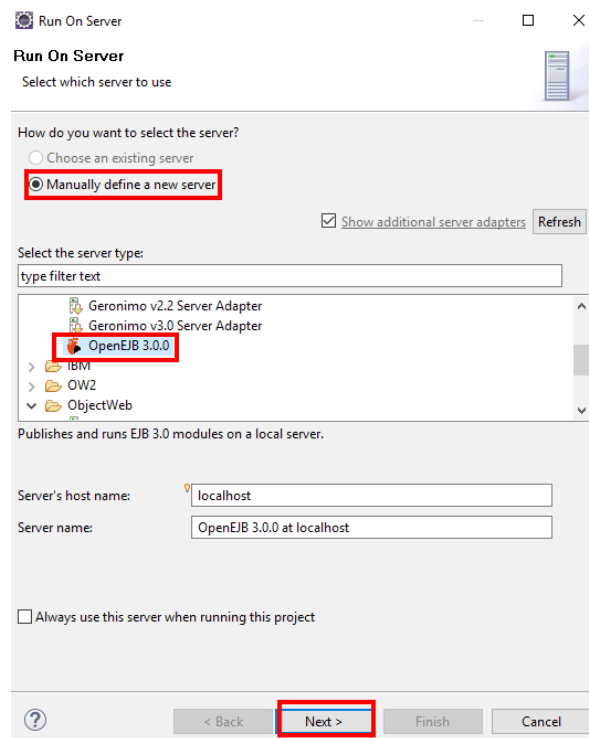 Run On Server
Run On Server
Select which server to use
How do you want to select the server?
Choose an existing server
Manually define a new server
Show additional server adapters Refresh
Select the server type:
type filter text
Geronimo v2.2 Server Adapter
Geronimo v3.0 Server Adapter
OpenEJB 3.0.0
IBM
OW2
ObjectWeb
Publishes and runs EJB 3.0 modules on a local server.
Server's host name: localhost
Server name: OpenEJB 3.0.0 at localhost
Always use this server when running this project
? < Back Next > Finish Cancel